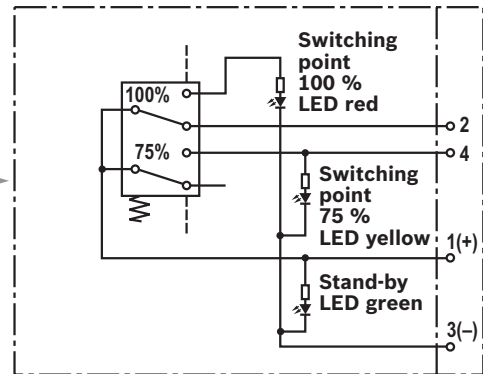 Switching
point
100 %
LED red
100%
2
75%
4
Switching
point
75 %
LED yellow
1(+)
Stand-by
LED green
3(–)